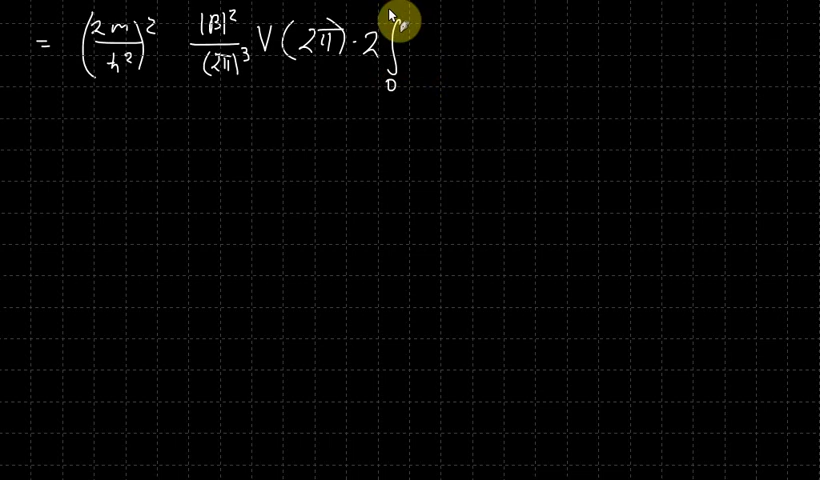 = (2m/ħ²)² |β|²/(2π)³ V (2π) · 2 ∫₀